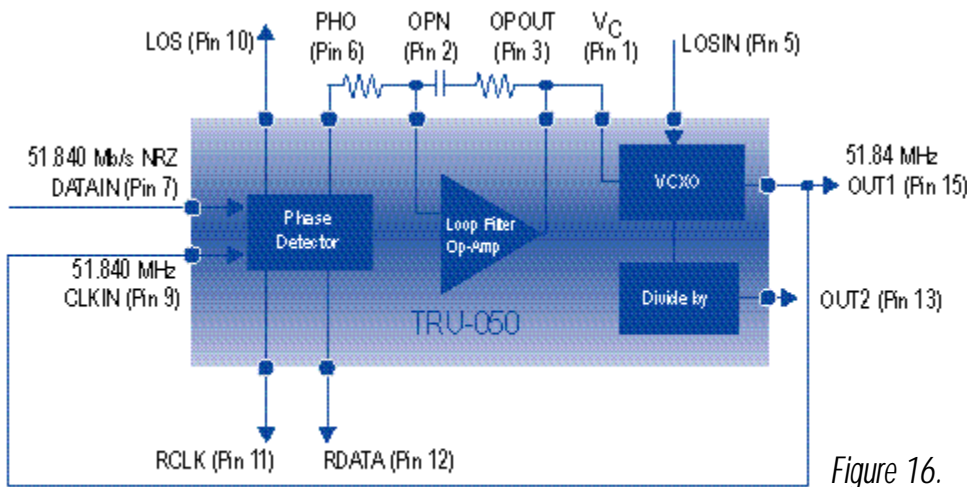 PHO
(Pin 6)
OPN
(Pin 2)
OPOUT
(Pin 3)
VC
(Pin 1)
LOS (Pin 10)
LOSIN (Pin 5)
51.840 Mb/s NRZ
DATAIN (Pin 7)
51.840 MHz
CLKIN (Pin 9)
Phase
Detector
Loop Filter
Op-Amp
VCXO
Divide by
TRU-050
51.84 MHz
OUT1 (Pin 15)
OUT2 (Pin 13)
RCLK (Pin 11)
RDATA (Pin 12)
Figure 16.